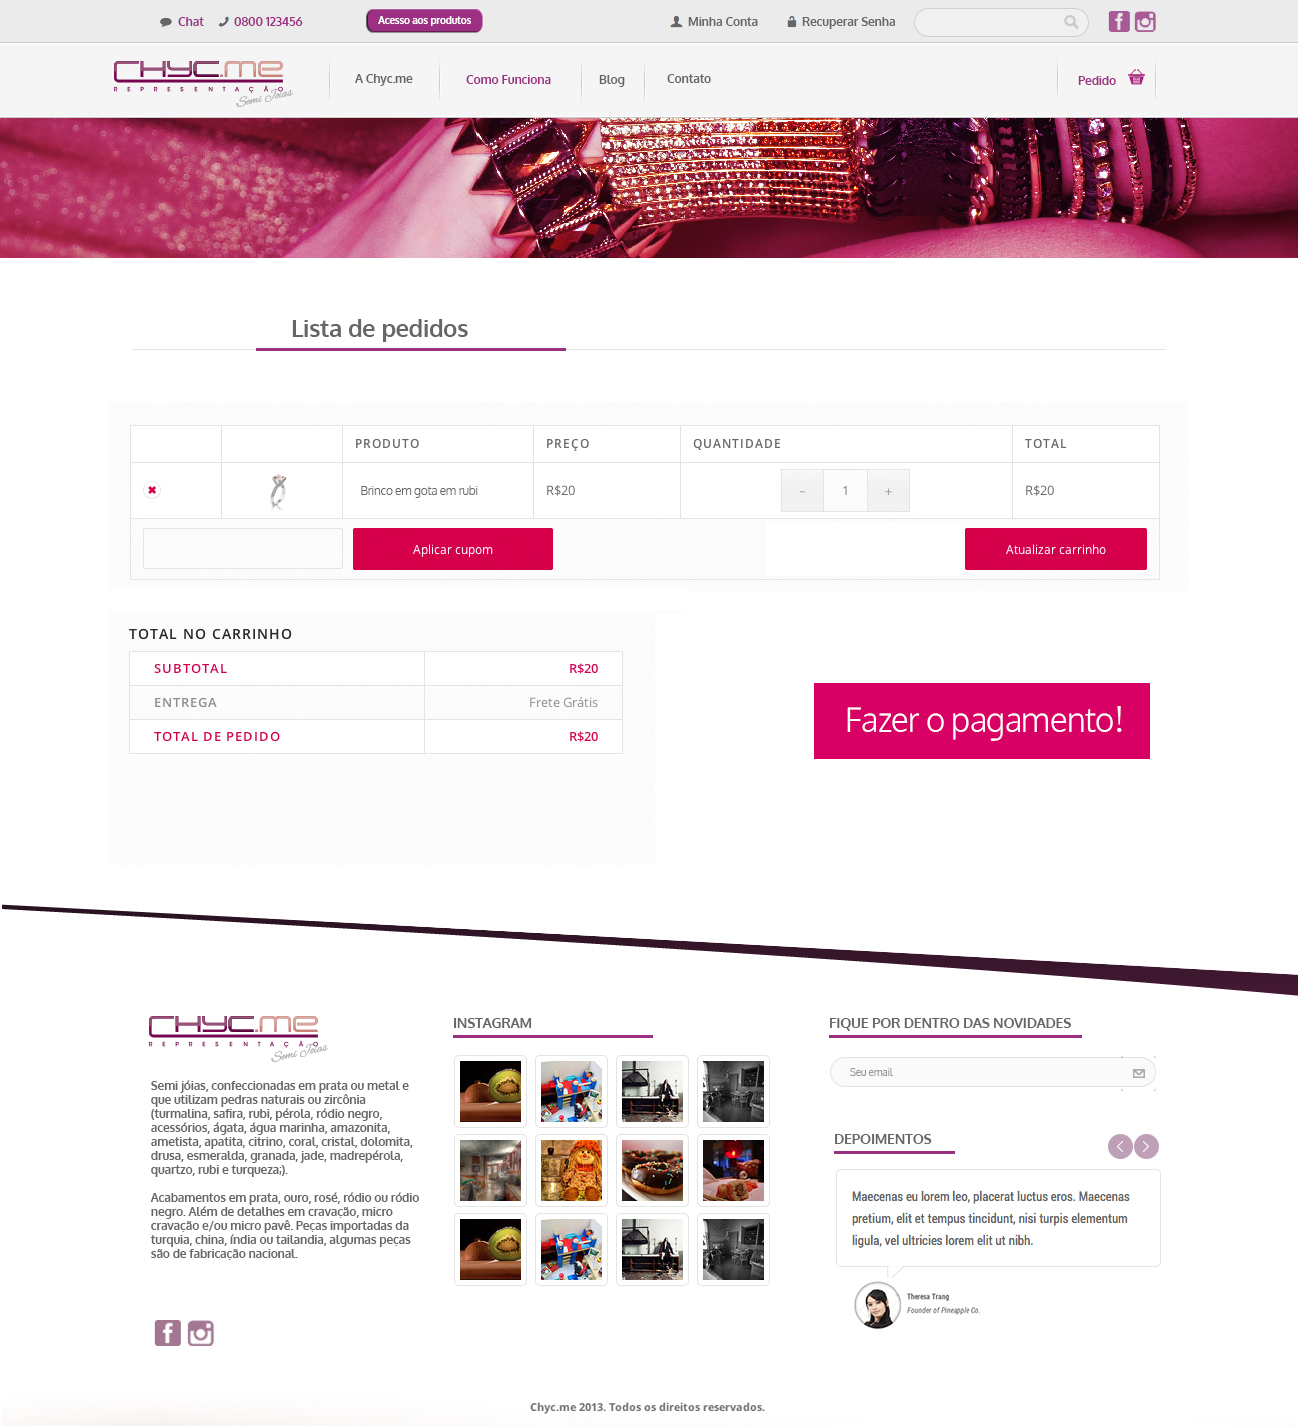 Chat 0800 123456 Acesso aos produtos Minha Conta Recuperar Senha
CHYC.ME
REPRESENTAÇÃO
Semi Joias
A Chyc.me Como Funciona Blog Contato Pedido
Lista de pedidos
PRODUTO PREÇO QUANTIDADE TOTAL
Brinco em gota em rubi R$20 - 1 + R$20
Aplicar cupom Atualizar carrinho
TOTAL NO CARRINHO
SUBTOTAL R$20
ENTREGA Frete Grátis
TOTAL DE PEDIDO R$20
Fazer o pagamento!
CHYC.ME
REPRESENTAÇÃO
Semi Joias
Semi jóias, confeccionadas em prata ou metal e
que utilizam pedras naturais ou zircônia
(turmalina, safira, rubi, pérola, ródio negro,
acessórios, ágata, água marinha, amazonita,
ametista, apatita, citrino, coral, cristal, dolomita,
drusa, esmeralda, granada, jade, madrepérola,
quartzo, rubi e turqueza;).
Acabamentos em prata, ouro, rosé, ródio ou ródio
negro. Além de detalhes em cravação, micro
cravação e/ou micro pavê. Peças importadas da
turquia, china, índia ou tailandia, algumas peças
são de fabricação nacional.
INSTAGRAM
FIQUE POR DENTRO DAS NOVIDADES
Seu email
DEPOIMENTOS
Maecenas eu lorem leo, placerat luctus eros. Maecenas
pretium, elit et tempus tincidunt, nisi turpis elementum
ligula, vel ultricies lorem elit ut nibh.
Theresa Trang
Founder of Pineapple Co.
Chyc.me 2013. Todos os direitos reservados.